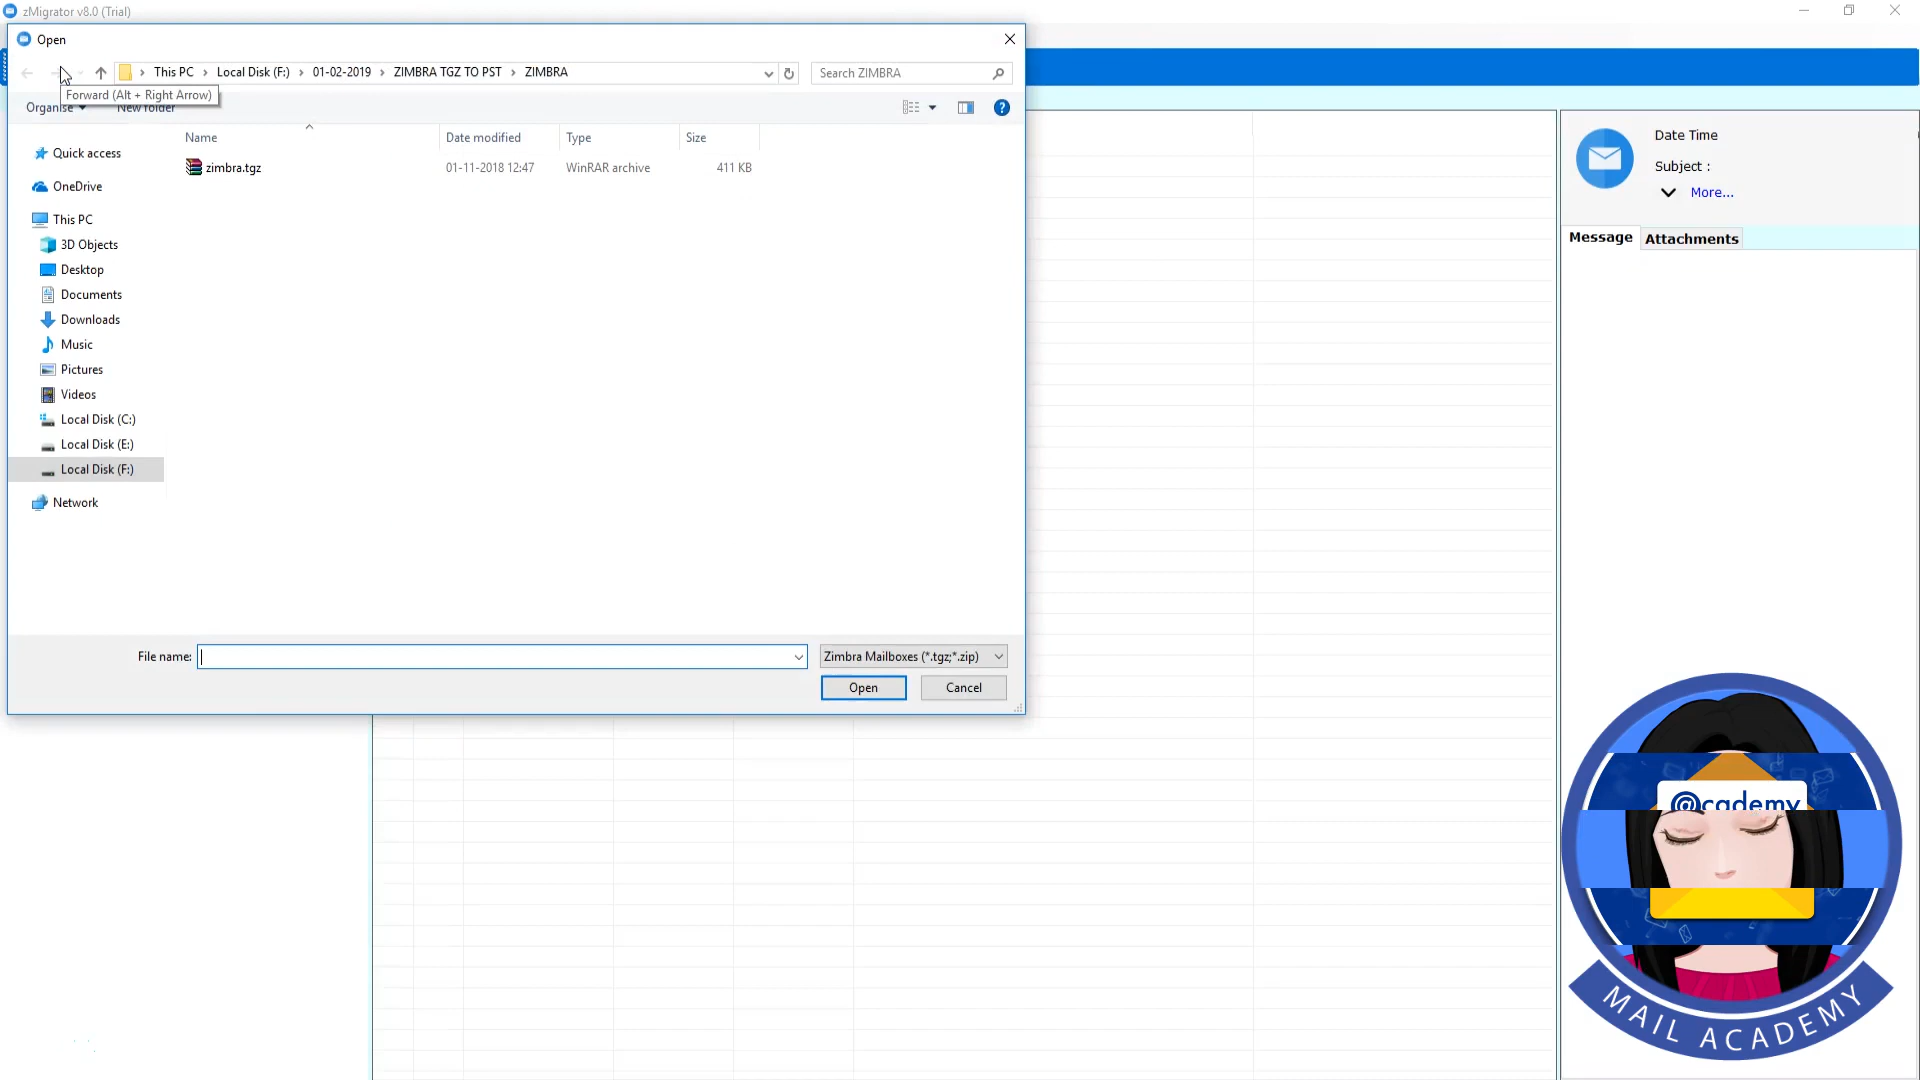 zMigrator v8.0 (Trial)
Open
This PC
Local Disk (F:)
01-02-2019
ZIMBRA TGZ TO PST
ZIMBRA
Search ZIMBRA
Forward (Alt + Right Arrow)
Organise
New folder
Name
Date modified
Type
Size
zimbra.tgz
01-11-2018 12:47
WinRAR archive
411 KB
Quick access
OneDrive
This PC
3D Objects
Desktop
Documents
Downloads
Music
Pictures
Videos
Local Disk (C:)
Local Disk (E:)
Local Disk (F:)
Network
File name:
Zimbra Mailboxes (*.tgz;*.zip)
Open
Cancel
Date Time
Subject :
More...
Message
Attachments
@cademy
MAIL ACADEMY